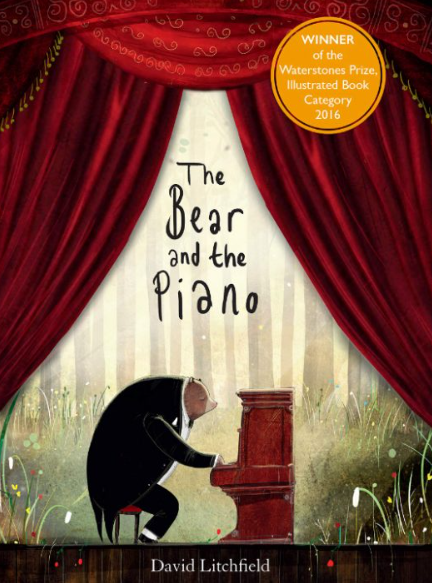 WINNER
of the
Waterstones Prize,
Illustrated Book
Category
2016
The
Bear
and the
Piano
David Litchfield